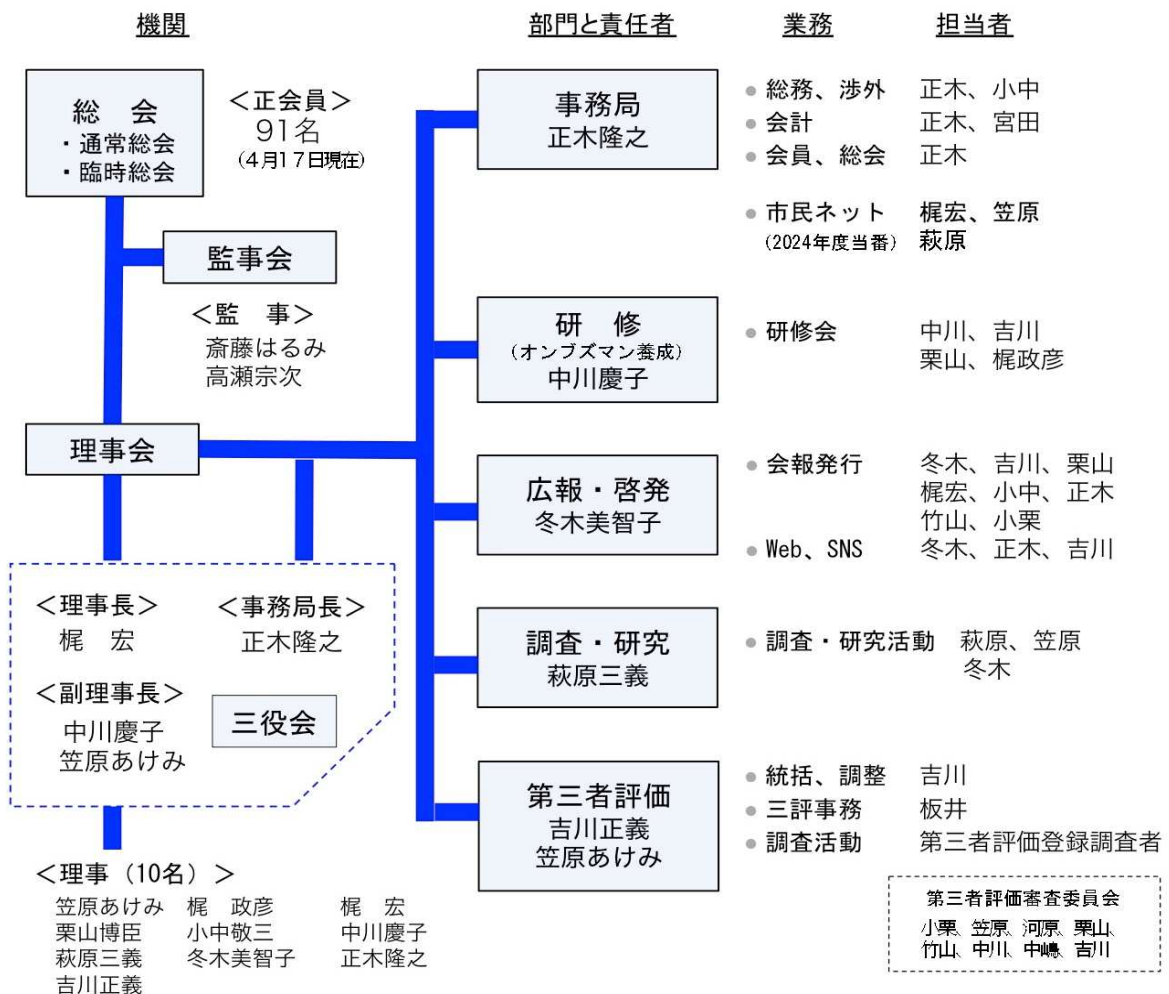 機関
部門と責任者
業務
担当者
総　会
・通常総会
・臨時総会
＜正会員＞
91名
(4月17日現在)
監事会
＜監　事＞
斎藤はるみ
高瀬宗次
理事会
＜理事長＞
梶　宏
＜事務局長＞
正木隆之
＜副理事長＞
中川慶子
笠原あけみ
三役会
＜理事（10名）＞
笠原あけみ　梶　政彦　梶　宏
栗山博臣　小中敬三　中川慶子
萩原三義　冬木美智子　正木隆之
吉川正義
事務局
正木隆之
● 総務、渉外　正木、小中
● 会計　正木、宮田
● 会員、総会　正木
● 市民ネット　梶宏、笠原
(2024年度当番)　萩原
研　修
(オンブズマン養成)
中川慶子
● 研修会　中川、吉川
栗山、梶政彦
広報・啓発
冬木美智子
● 会報発行　冬木、吉川、栗山
梶宏、小中、正木
竹山、小栗
● Web、SNS　冬木、正木、吉川
調査・研究
萩原三義
● 調査・研究活動　萩原、笠原
冬木
第三者評価
吉川正義
笠原あけみ
● 統括、調整　吉川
● 三評事務　板井
● 調査活動　第三者評価登録調査者
第三者評価審査委員会
小栗、笠原、河原、栗山、
竹山、中川、中嶋、吉川